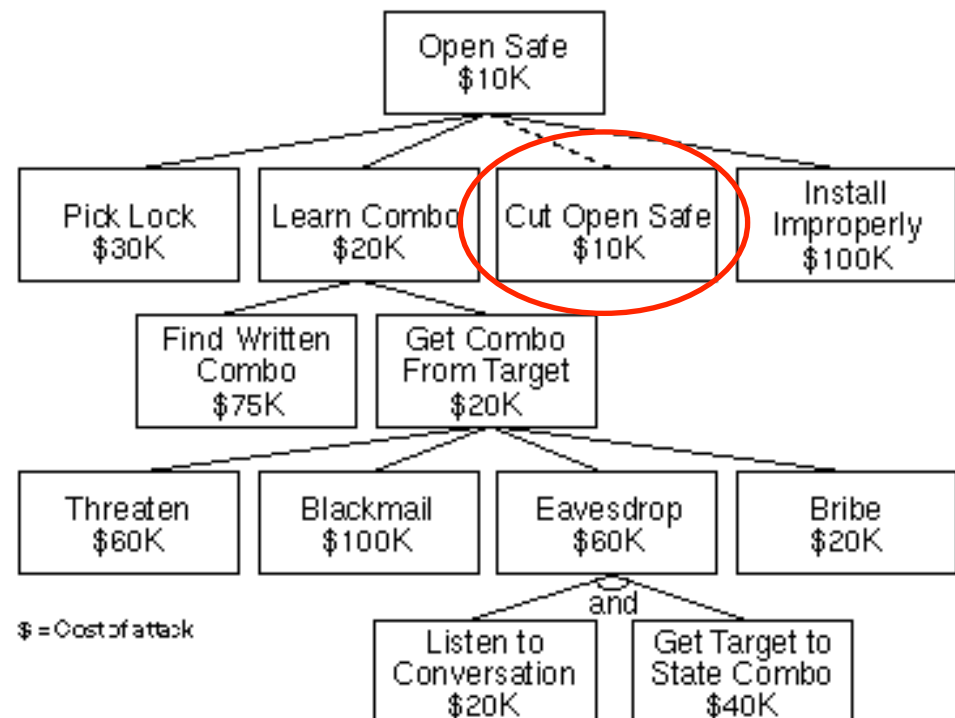 Open Safe
$10K
Pick Lock
$30K
Learn Combo
$20K
Cut Open Safe
$10K
Install
Improperly
$100K
Find Written
Combo
$75K
Get Combo
From Target
$20K
Threaten
$60K
Blackmail
$100K
Eavesdrop
$60K
Bribe
$20K
and
$ = Cost of attack
Listen to
Conversation
$20K
Get Target to
State Combo
$40K